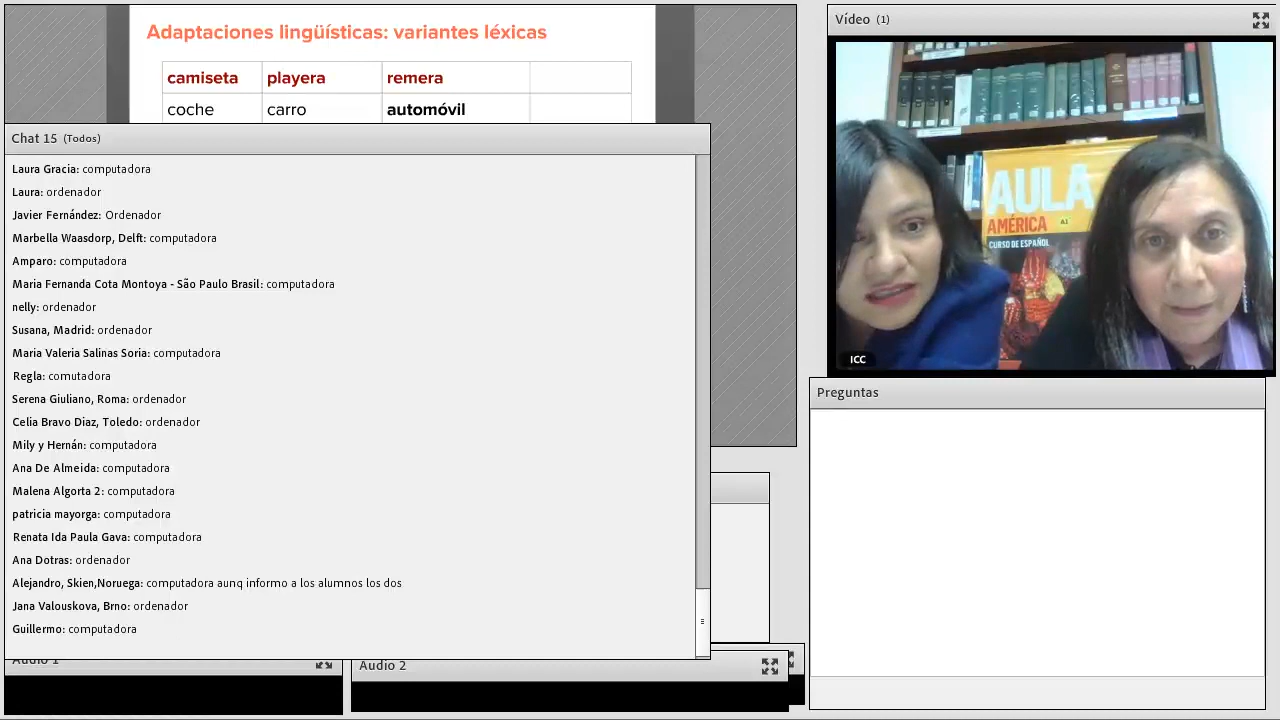 Adaptaciones lingüísticas: variantes léxicas
camiseta playera remera
coche carro automóvil
Chat 15 (Todos)
Laura Gracia: computadora
Laura: ordenador
Javier Fernández: Ordenador
Marbella Waasdorp, Delft: computadora
Amparo: computadora
Maria Fernanda Cota Montoya - São Paulo Brasil: computadora
nelly: ordenador
Susana, Madrid: ordenador
Maria Valeria Salinas Soria: computadora
Regla: comutadora
Serena Giuliano, Roma: ordenador
Celia Bravo Diaz, Toledo: ordenador
Mily y Hernán: computadora
Ana De Almeida: computadora
Malena Algorta 2: computadora
patricia mayorga: computadora
Renata Ida Paula Gava: computadora
Ana Dotras: ordenador
Alejandro, Skien,Noruega: computadora aunq informo a los alumnos los dos
Jana Valouskova, Brno: ordenador
Guillermo: computadora
Audio 1
Audio 2
Vídeo (1)
AULA
AMÉRICA A1
CURSO DE ESPAÑOL
ICC
Preguntas